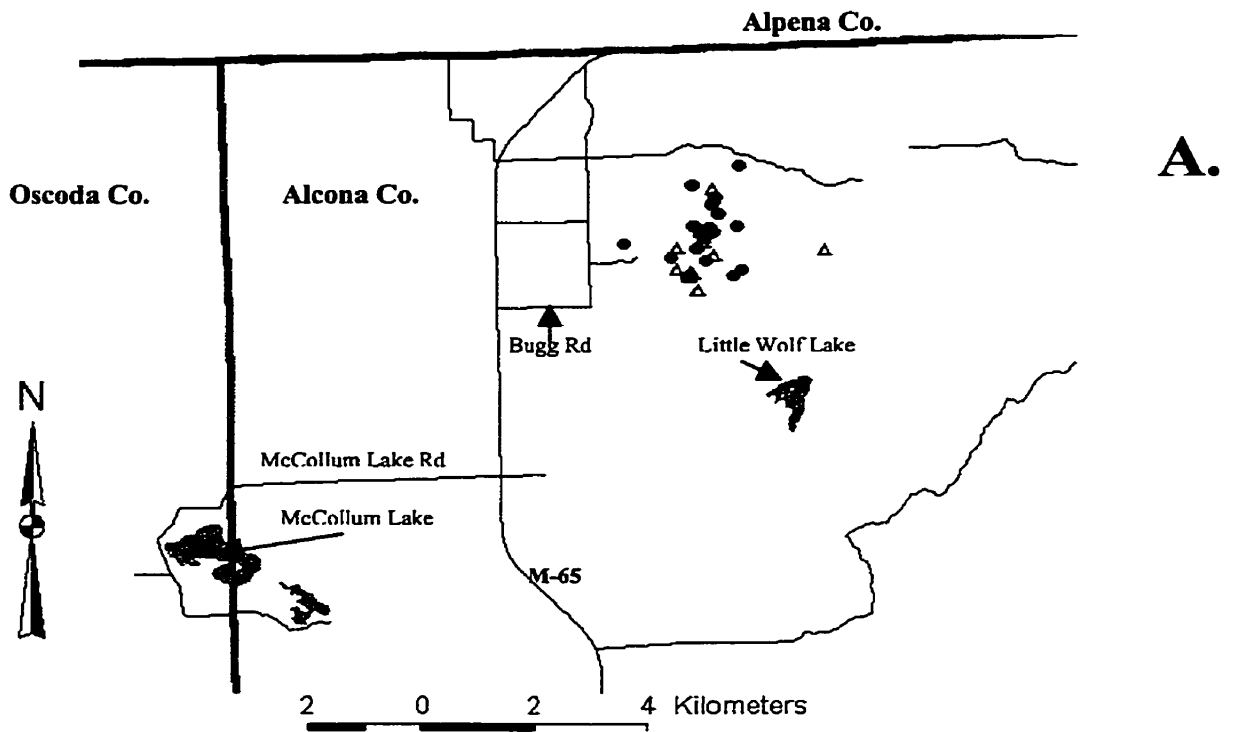 Alpena Co.
A.
Oscoda Co.
Alcona Co.
Bugg Rd
Little Wolf Lake
N
McCollum Lake Rd
McCollum Lake
M-65
2 0 2 4 Kilometers